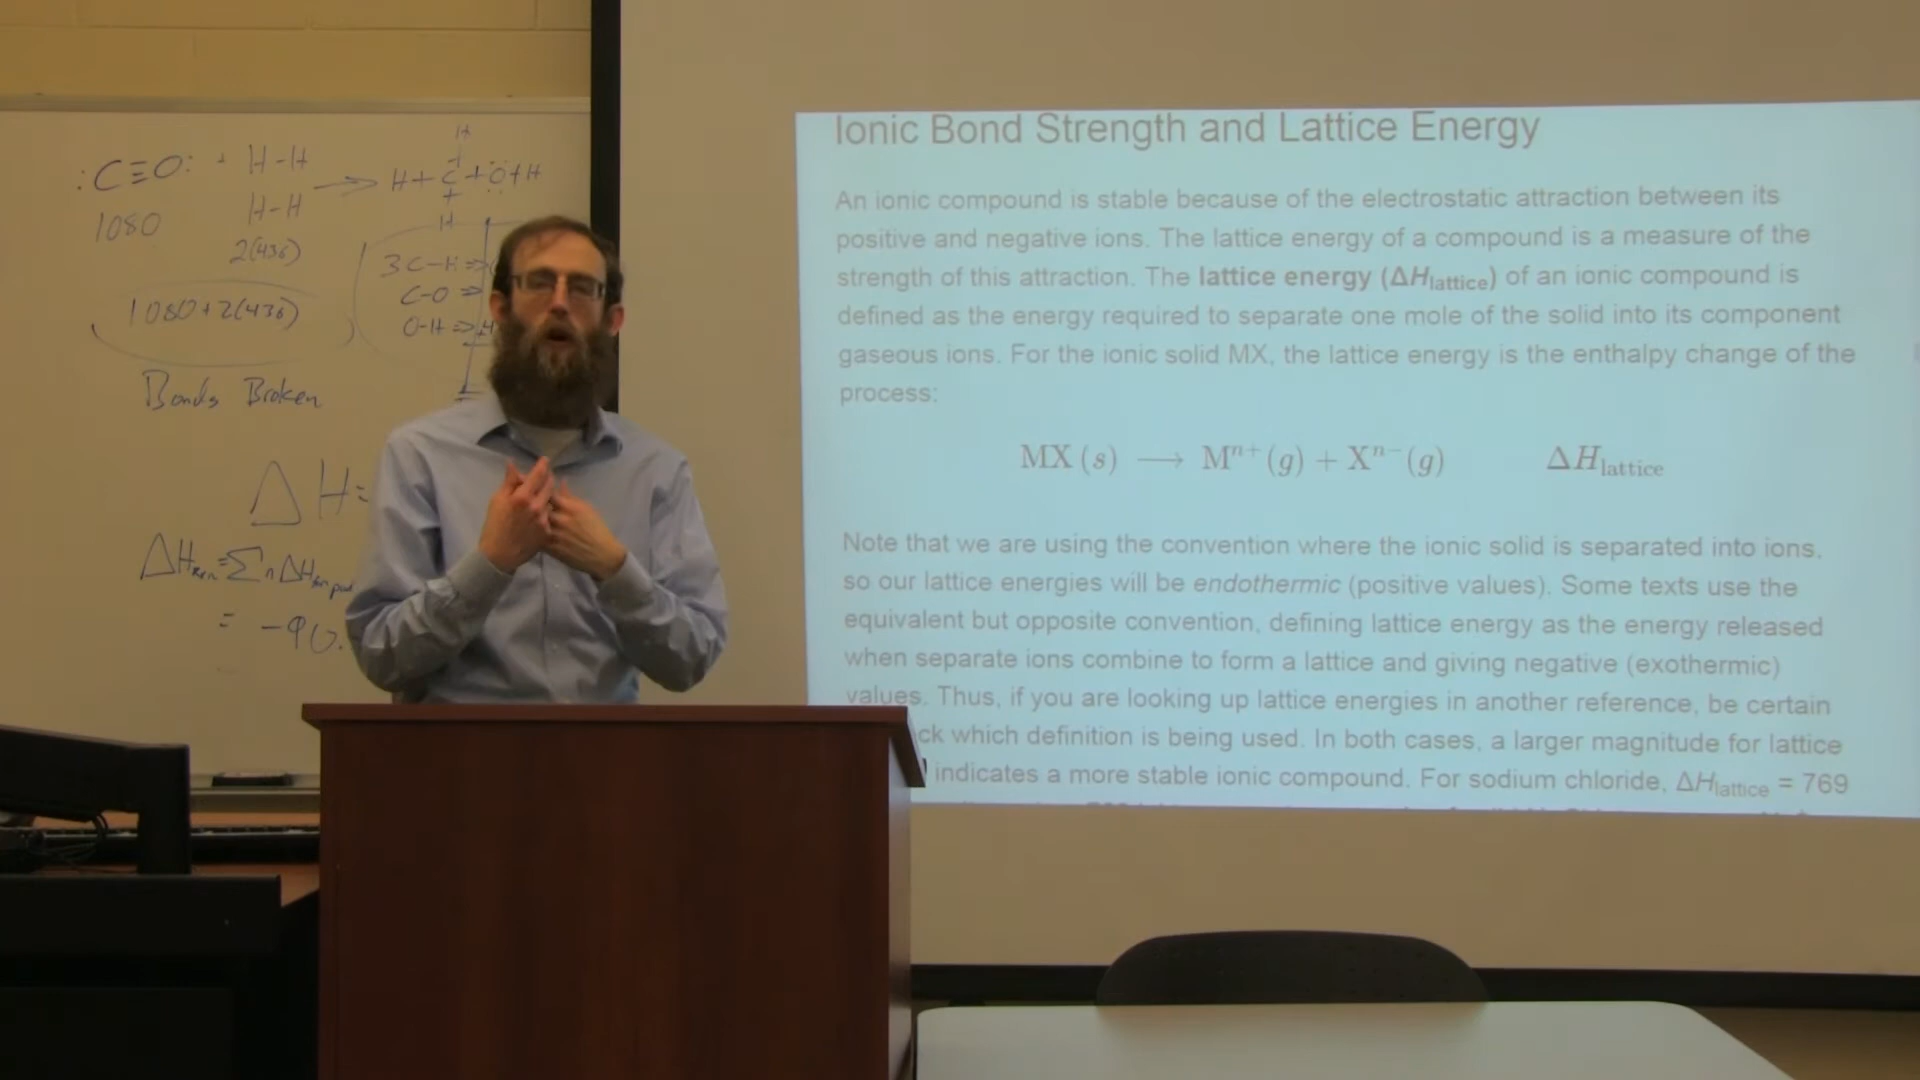 :C≡O: + H-H → H+C+Ö+H
H
H
1080 H-H
2(436)
3C-H ⇒
C-O ⇒
O-H ⇒
1080+2(436)
Bonds Broken
ΔH=
= -90.
Ionic Bond Strength and Lattice Energy
An ionic compound is stable because of the electrostatic attraction between its
positive and negative ions. The lattice energy of a compound is a measure of the
strength of this attraction. The lattice energy (ΔHlattice) of an ionic compound is
defined as the energy required to separate one mole of the solid into its component
gaseous ions. For the ionic solid MX, the lattice energy is the enthalpy change of the
process:
MX (s) ⟶ Mⁿ⁺ (g) + Xⁿ⁻ (g) ΔHlattice
Note that we are using the convention where the ionic solid is separated into ions,
so our lattice energies will be endothermic (positive values). Some texts use the
equivalent but opposite convention, defining lattice energy as the energy released
when separate ions combine to form a lattice and giving negative (exothermic)
values. Thus, if you are looking up lattice energies in another reference, be certain
ck which definition is being used. In both cases, a larger magnitude for lattice
indicates a more stable ionic compound. For sodium chloride, ΔHlattice = 769